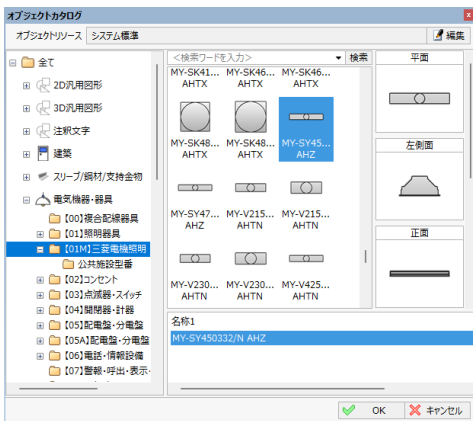 オブジェクトカタログ
オブジェクトリソース システム標準
編集
全て
2D汎用図形
3D汎用図形
注釈文字
建築
スリーブ/鋼材/支持金物
電気機器・器具
【00】複合配線器具
【01】照明器具
【01M】三菱電機照明
公共施設型番
【02】コンセント
【03】点滅器・スイッチ
【04】開閉器・計器
【05】配電盤・分電盤
【05A】配電盤・分電盤
【06】電話・情報設備
【07】警報・呼出・表示・
<検索ワードを入力>
検索
MY-SK41... MY-SK46... MY-SK46...
AHTX AHTX AHTX
MY-SK48... MY-SK48... MY-SY45...
AHTX AHTX AHZ
MY-SY47... MY-V215... MY-V215...
AHZ AHTN AHTN
MY-V230... MY-V230... MY-V425...
AHTN AHTN AHTN
平面
左側面
正面
名称1
MY-SY450332/N AHZ
OK
キャンセル